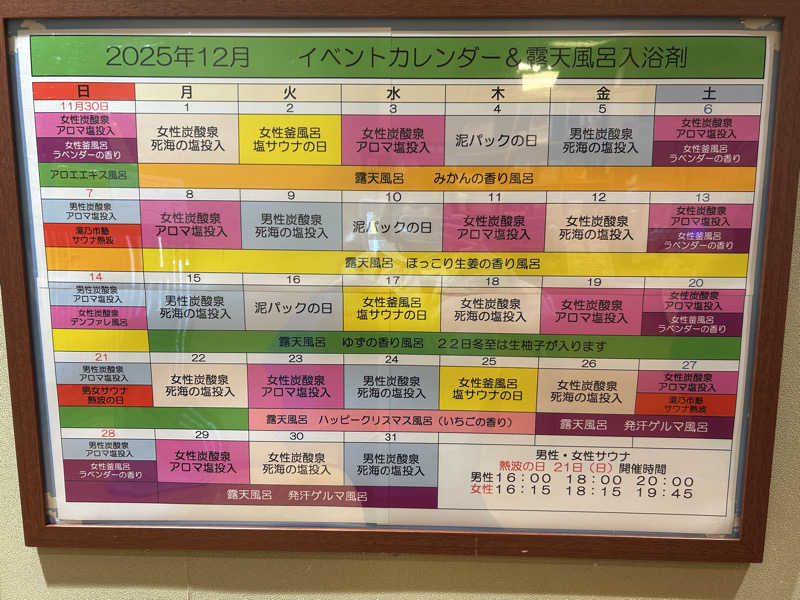 2025年12月 イベントカレンダー＆露天風呂入浴剤
日 月 火 水 木 金 土
11月30日 1 2 3 4 5 6
女性炭酸泉
アロマ塩投入
女性釜風呂
ラベンダーの香り
女性炭酸泉
死海の塩投入
女性釜風呂
塩サウナの日
女性炭酸泉
アロマ塩投入
泥パックの日
男性炭酸泉
死海の塩投入
女性炭酸泉
アロマ塩投入
女性釜風呂
ラベンダーの香り
アロエエキス風呂
露天風呂 みかんの香り風呂
7 8 9 10 11 12 13
男性炭酸泉
アロマ塩投入
湯乃市塾
サウナ熱波
女性炭酸泉
アロマ塩投入
男性炭酸泉
死海の塩投入
泥パックの日
女性炭酸泉
アロマ塩投入
女性炭酸泉
死海の塩投入
女性炭酸泉
アロマ塩投入
女性釜風呂
ラベンダーの香り
露天風呂 ほっこり生姜の香り風呂
14 15 16 17 18 19 20
男性炭酸泉
アロマ塩投入
女性炭酸泉
デンファレ風呂
男性炭酸泉
死海の塩投入
泥パックの日
女性釜風呂
塩サウナの日
女性炭酸泉
死海の塩投入
女性炭酸泉
アロマ塩投入
女性炭酸泉
アロマ塩投入
女性釜風呂
ラベンダーの香り
露天風呂 ゆずの香り風呂 22日冬至は生柚子が入ります
21 22 23 24 25 26 27
男性炭酸泉
アロマ塩投入
男女サウナ
熱波の日
女性炭酸泉
死海の塩投入
女性炭酸泉
アロマ塩投入
男性炭酸泉
死海の塩投入
女性釜風呂
塩サウナの日
女性炭酸泉
死海の塩投入
女性炭酸泉
アロマ塩投入
湯乃市塾
サウナ熱波
露天風呂 ハッピークリスマス風呂（いちごの香り）
露天風呂 発汗ゲルマ風呂
28 29 30 31
男性炭酸泉
アロマ塩投入
女性釜風呂
ラベンダーの香り
女性炭酸泉
アロマ塩投入
女性炭酸泉
死海の塩投入
男性炭酸泉
死海の塩投入
露天風呂 発汗ゲルマ風呂
男性・女性サウナ
熱波の日 21日（日）開催時間
男性16：00 18：00 20：00
女性16：15 18：15 19：45